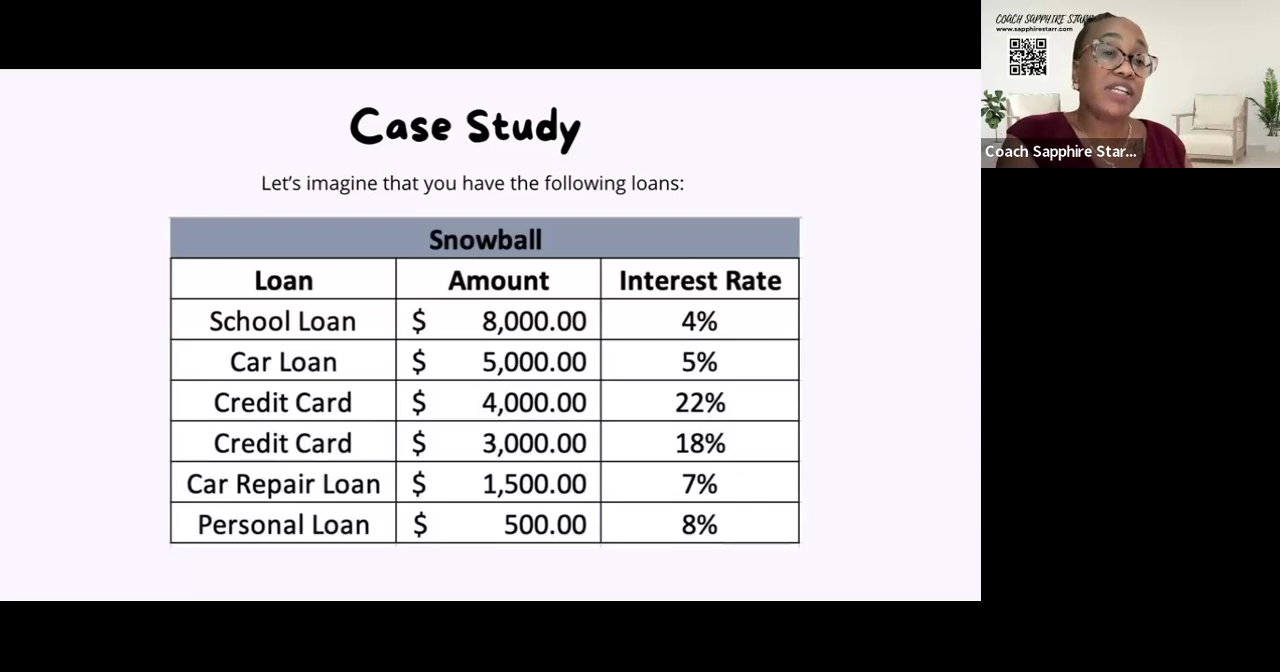 Case Study
Let's imagine that you have the following loans:
Snowball
Loan Amount Interest Rate
School Loan $ 8,000.00 4%
Car Loan $ 5,000.00 5%
Credit Card $ 4,000.00 22%
Credit Card $ 3,000.00 18%
Car Repair Loan $ 1,500.00 7%
Personal Loan $ 500.00 8%
COACH SAPPHIRE STARR
www.sapphirestarr.com
Coach Sapphire Star...